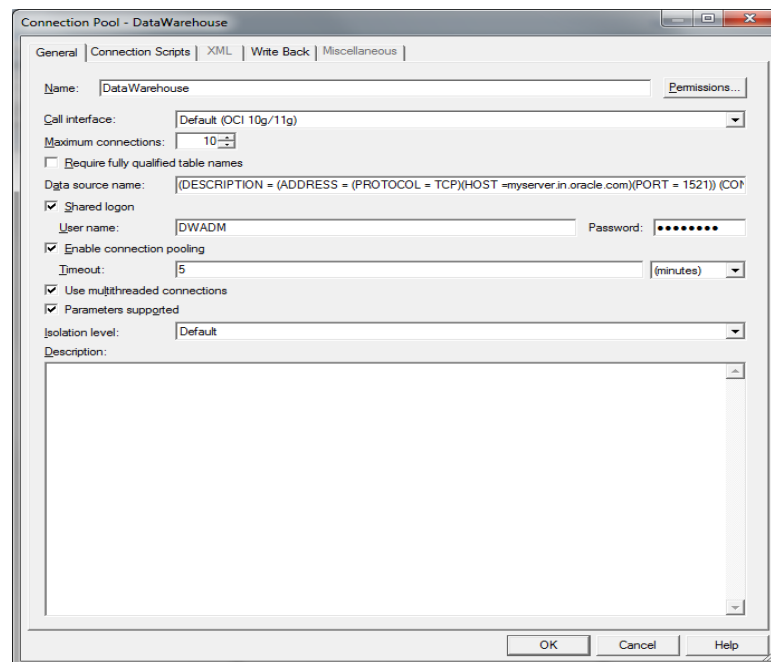 Connection Pool - DataWarehouse
General Connection Scripts XML Write Back Miscellaneous
Name: DataWarehouse Permissions...
Call interface: Default (OCI 10g/11g)
Maximum connections: 10
Require fully qualified table names
Data source name: (DESCRIPTION = (ADDRESS = (PROTOCOL = TCP)(HOST =myserver.in.oracle.com)(PORT = 1521)) (CON
Shared logon
User name: DWADM Password: ••••••••
Enable connection pooling
Timeout: 5 (minutes)
Use multithreaded connections
Parameters supported
Isolation level: Default
Description:
OK Cancel Help